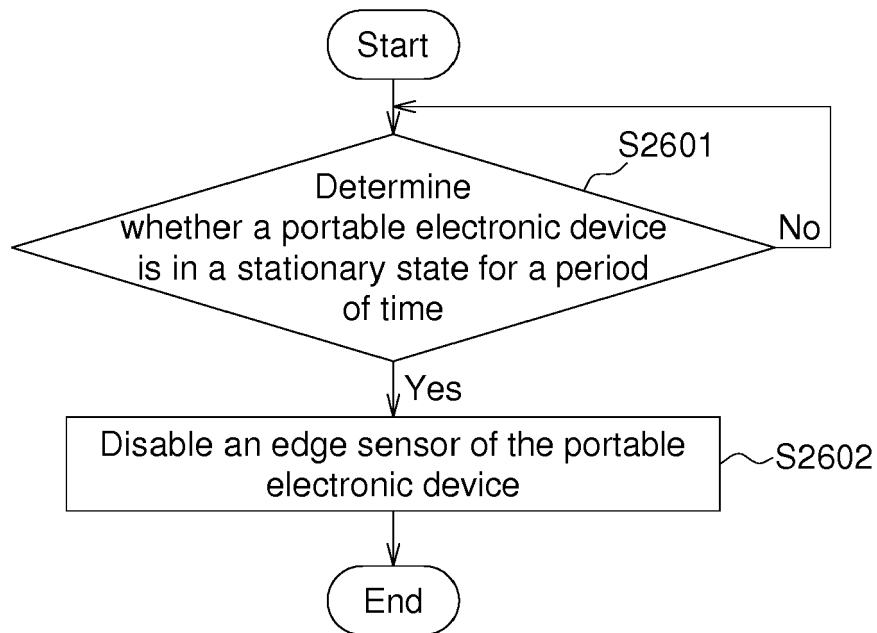 Start
S2601
Determine
whether a portable electronic device
is in a stationary state for a period
of time
No
Yes
Disable an edge sensor of the portable
electronic device
S2602
End